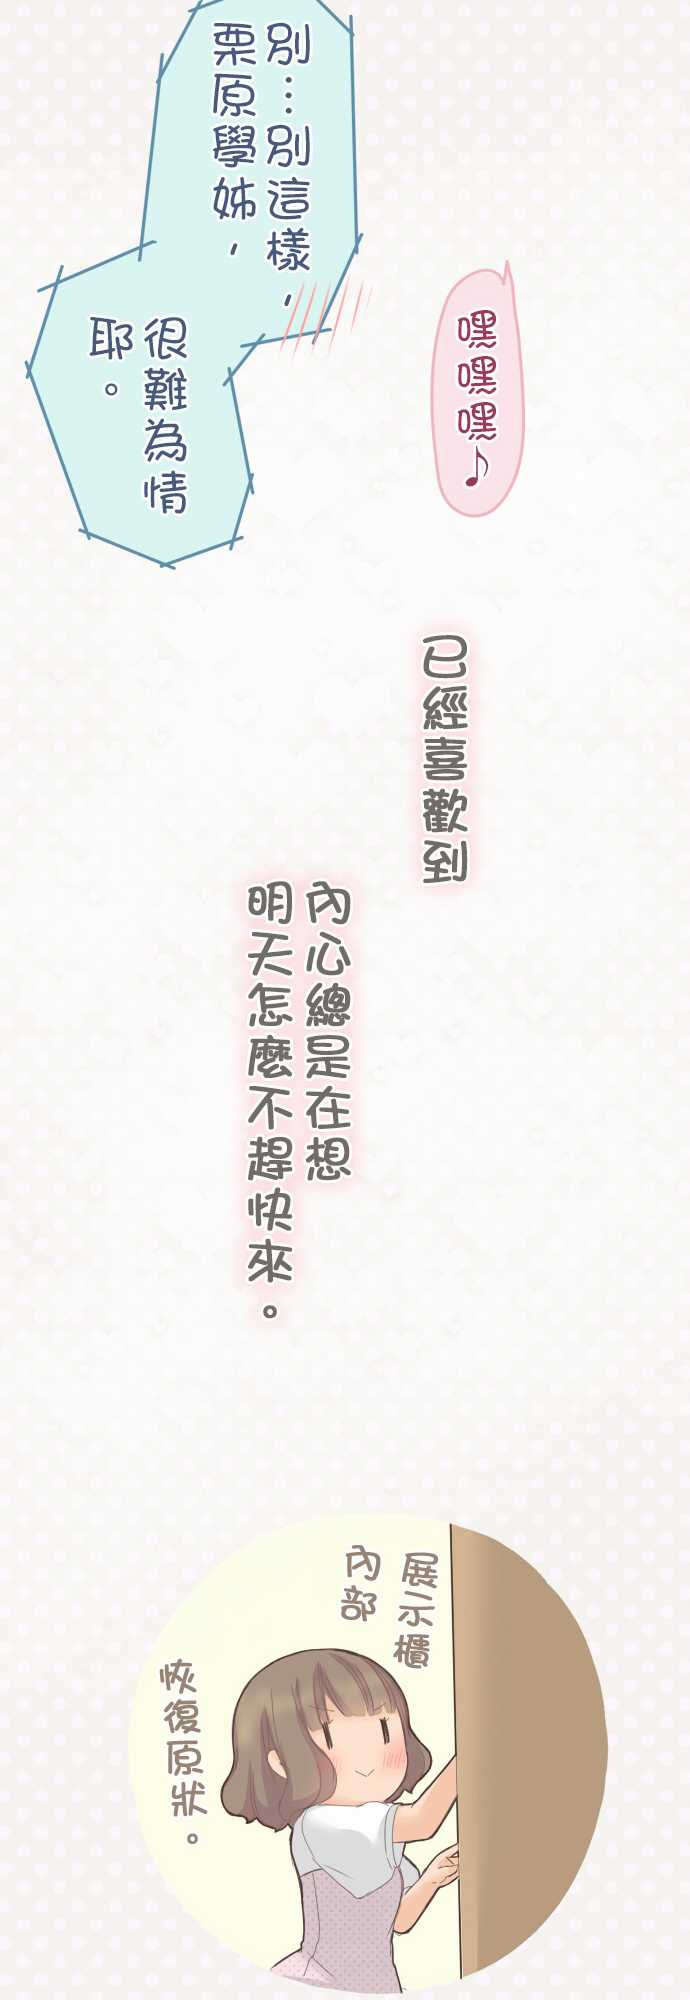 別…別這樣，
栗原學姊，
很難為情
耶。
嘿嘿嘿♪
已經喜歡到
內心總是在想
明天怎麼不趕快來。
展示櫃
內部
恢復原狀。